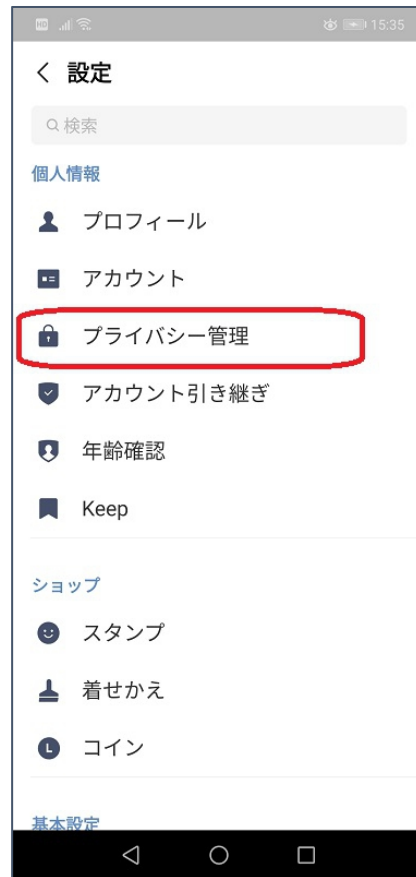 HD 15:35
設定
検索
個人情報
プロフィール
アカウント
プライバシー管理
アカウント引き継ぎ
年齢確認
Keep
ショップ
スタンプ
着せかえ
L コイン
基本設定